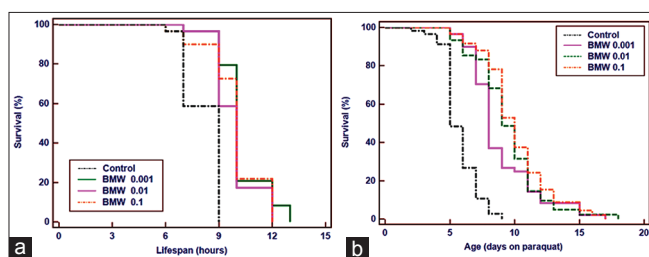 100
80
60
40
20
0
Survival (%)
Control
BMW 0.001
BMW 0.01
BMW 0.1
0 3 6 9 12 15
Lifespan (hours)
a
100
80
60
40
20
0
Survival (%)
Control
BMW 0.001
BMW 0.01
BMW 0.1
0 5 10 15 20
Age (days on paraquat)
b